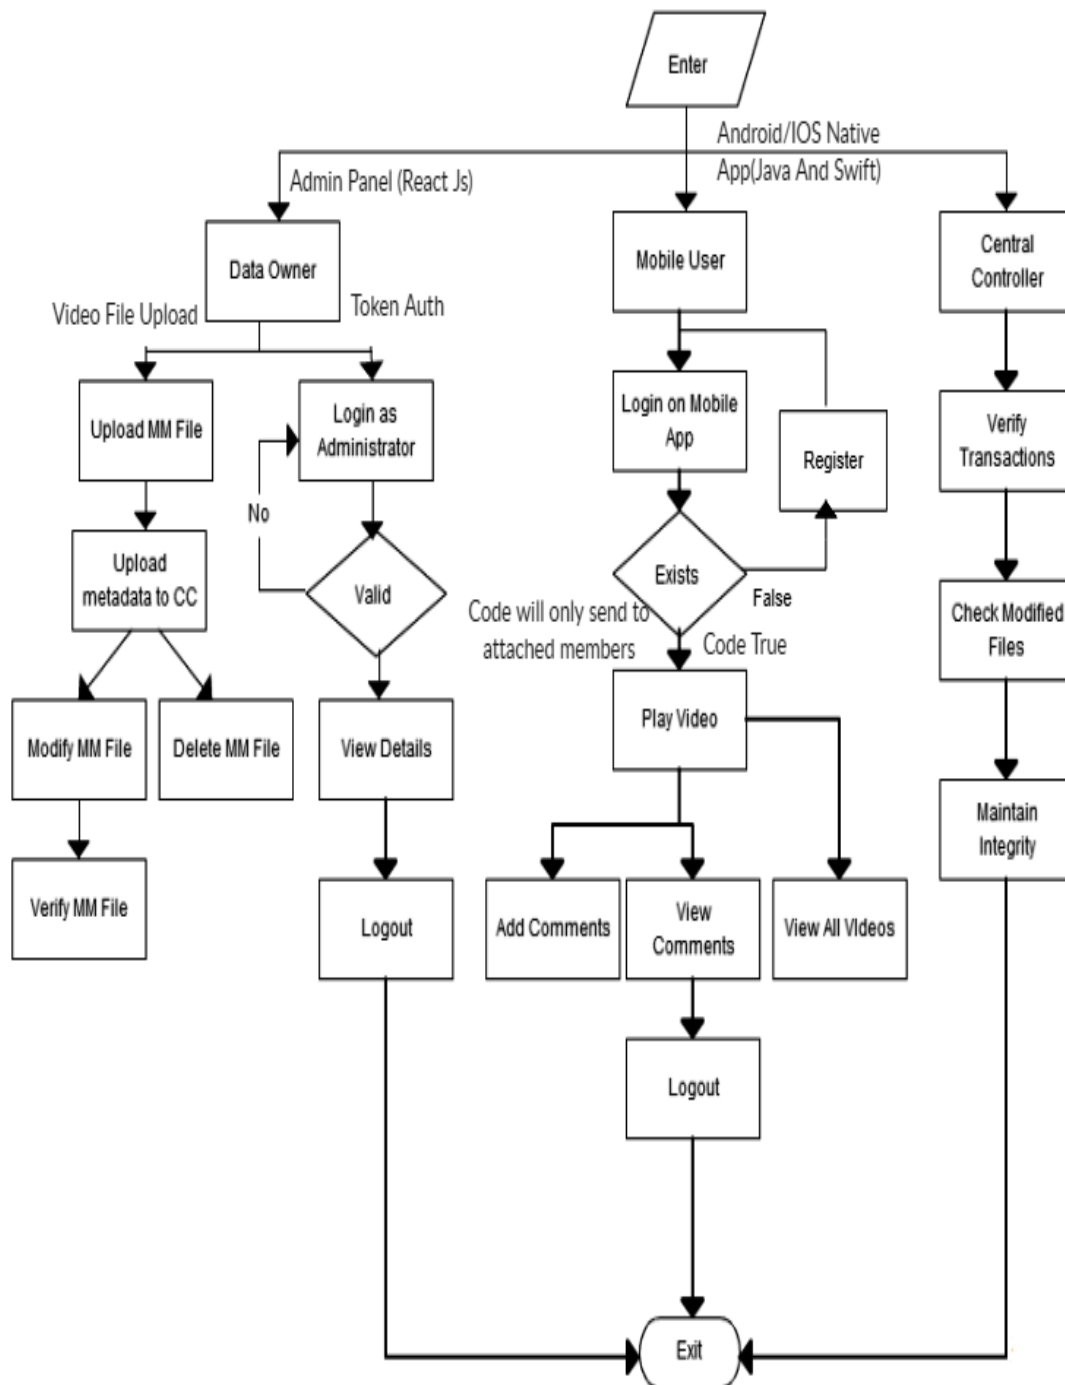 Enter
Android/IOS Native
App(Java And Swift)
Admin Panel (React Js)
Data Owner
Mobile User
Central
Controller
Video File Upload
Token Auth
Upload MM File
Login as
Administrator
Login on Mobile
App
Register
Verify
Transactions
No
Upload
metadata to CC
Valid
Exists
False
Code will only send to
attached members
Code True
Check Modified
Files
Modify MM File
Delete MM File
View Details
Play Video
Maintain
Integrity
Verify MM File
Logout
Add Comments
View
Comments
View All VIdeos
Logout
Exit